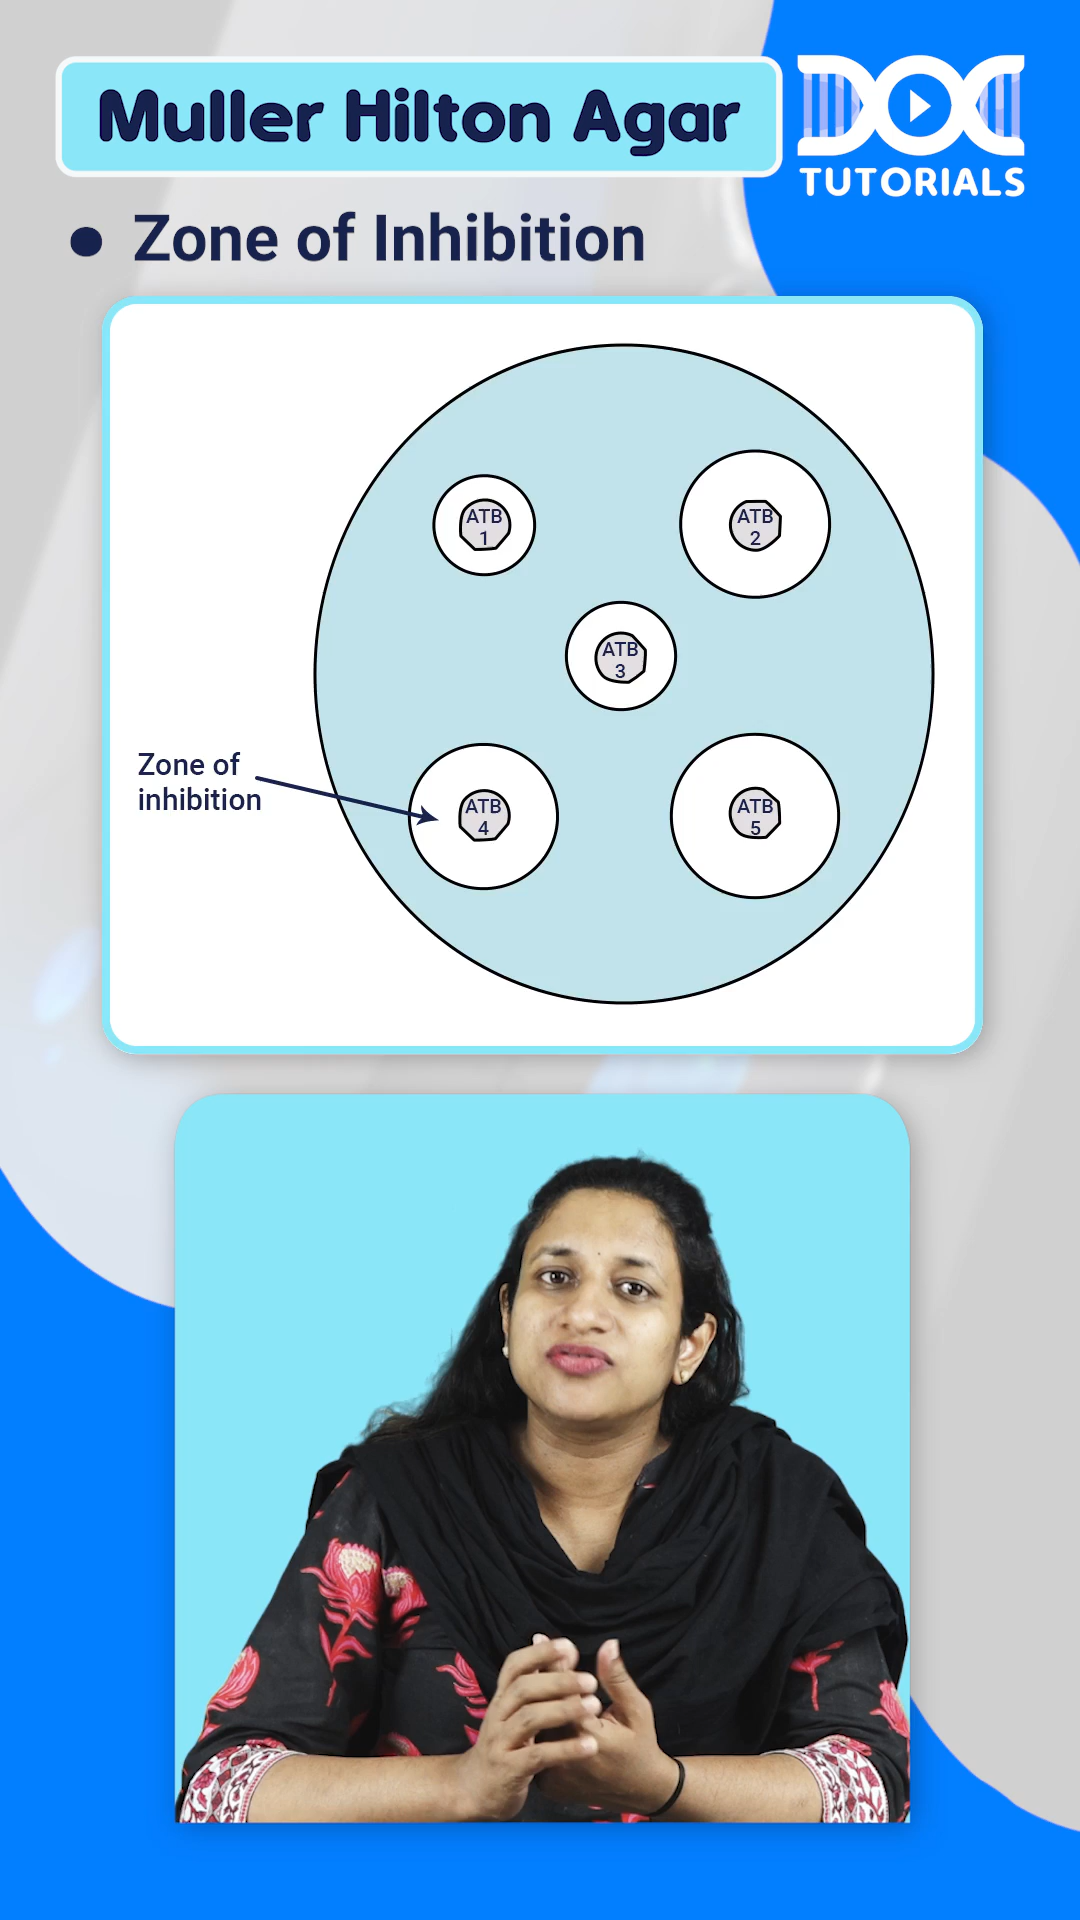 Muller Hilton Agar
DOC
TUTORIALS
• Zone of Inhibition
ATB
1
ATB
2
ATB
3
Zone of
inhibition
ATB
4
ATB
5